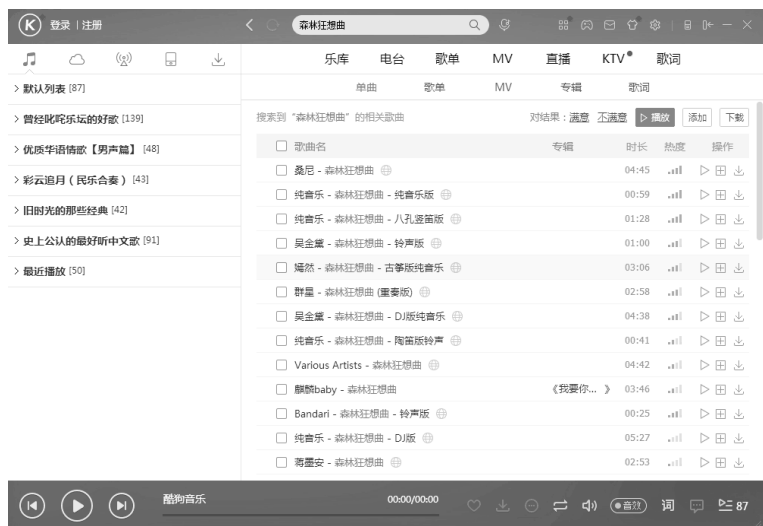 K 登录 | 注册 森林狂想曲
乐库 电台 歌单 MV 直播 KTV 歌词
单曲 歌单 MV 专辑 歌词
> 默认列表 [87]
> 曾经叱咤乐坛的好歌 [139]
> 优质华语情歌【男声篇】 [48]
> 彩云追月（民乐合奏） [43]
> 旧时光的那些经典 [42]
> 史上公认的最好听中文歌 [91]
> 最近播放 [50]
搜索到“森林狂想曲”的相关歌曲 对结果：满意 不满意 播放 添加 下载
歌曲名 专辑 时长 热度 操作
桑尼 - 森林狂想曲 04:45
纯音乐 - 森林狂想曲 - 纯音乐版 00:59
纯音乐 - 森林狂想曲 - 八孔竖笛版 01:28
吴金黛 - 森林狂想曲 - 铃声版 01:00
嫣然 - 森林狂想曲 - 古筝版纯音乐 03:06
群星 - 森林狂想曲 (重奏版) 02:58
吴金黛 - 森林狂想曲 - DJ版纯音乐 04:38
纯音乐 - 森林狂想曲 - 陶笛版铃声 00:41
Various Artists - 森林狂想曲 04:42
麒麟baby - 森林狂想曲 《我要你... 》 03:46
Bandari - 森林狂想曲 - 铃声版 00:25
纯音乐 - 森林狂想曲 - DJ版 05:27
蒋墨安 - 森林狂想曲 02:53
酷狗音乐 00:00/00:00 音效 词 87